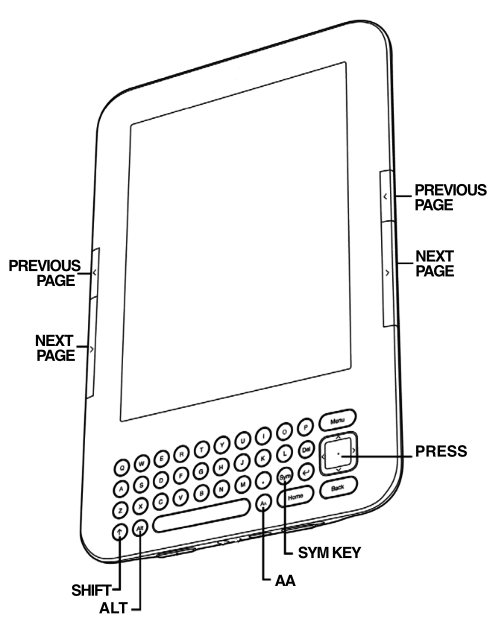 PREVIOUS
PAGE
NEXT
PAGE
PREVIOUS
PAGE
NEXT
PAGE
Menu
Q W E R T Y U I O P
A S D F G H J K L Del
PRESS
Z X C V B N M . Sym
↑ Alt Aa Home Back
SYM KEY
AA
SHIFT
ALT